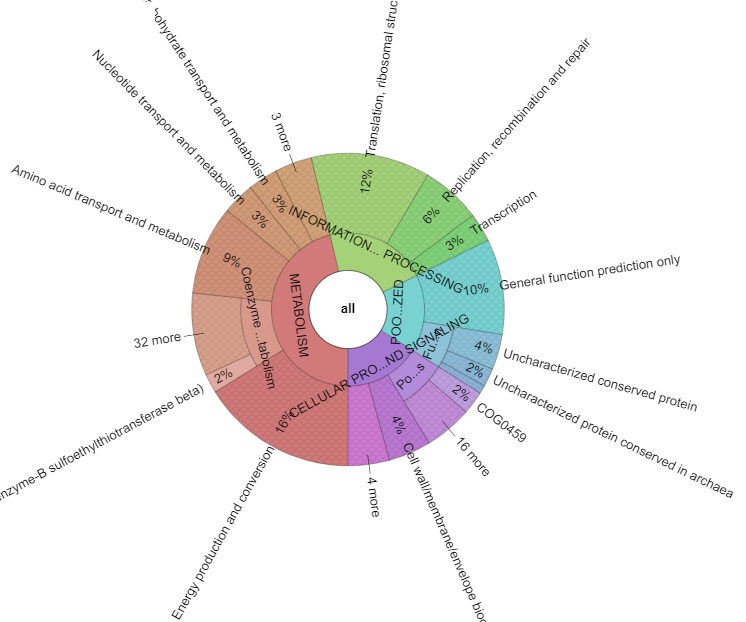 all
METABOLISM
INFORMATION... PROCESSING
POO...ZED
CELLULAR PRO...ND SIGNALING
Coenzyme ...tabolism
Po...s
Fu...n
Translation, ribosomal struc
12%
Replication, recombination and repair
6%
Transcription
3%
General function prediction only
10%
Uncharacterized conserved protein
4%
Uncharacterized protein conserved in archaea
2%
COG0459
2%
16 more
Cell wall/membrane/envelope biog
4%
4 more
Energy production and conversion
16%
enzyme-B sulfoethylthiotransferase beta)
2%
32 more
Amino acid transport and metabolism
9%
Nucleotide transport and metabolism
3%
bohydrate transport and metabolism
3%
3 more